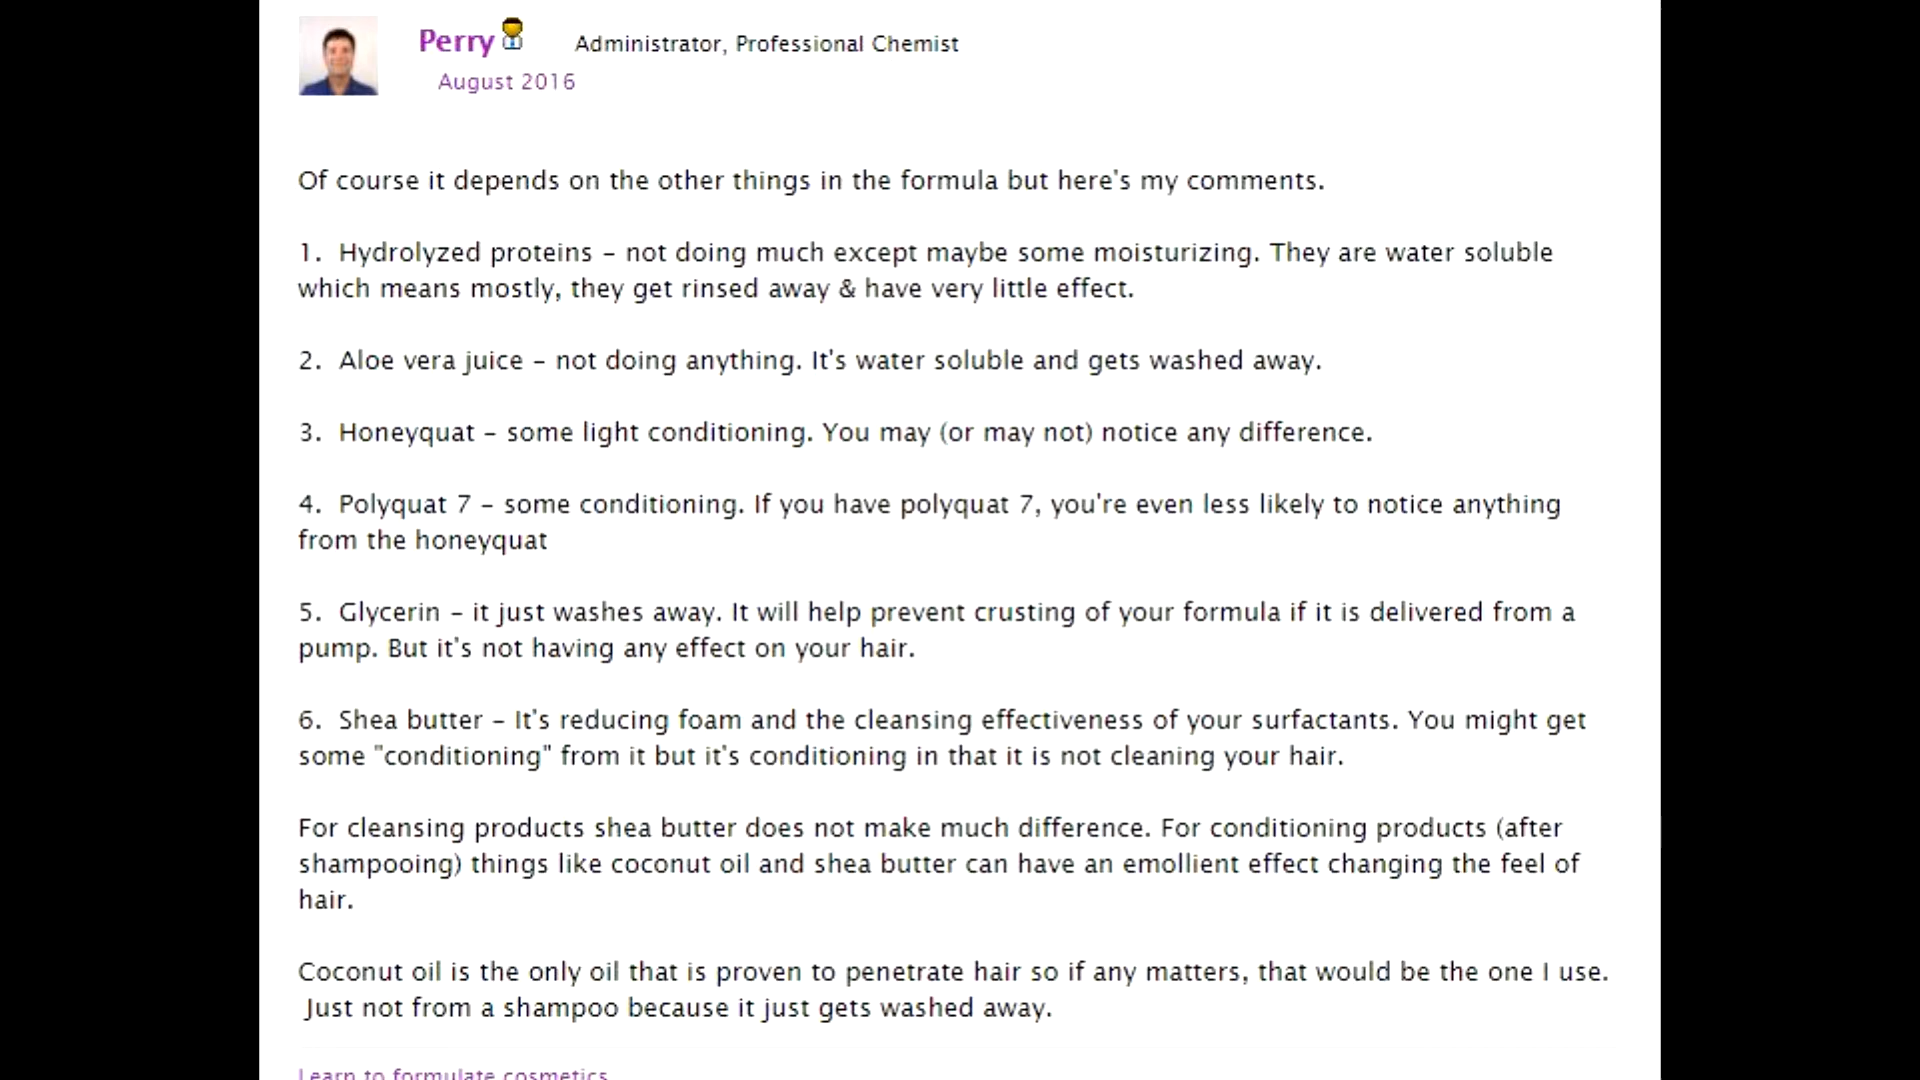 Perry Administrator, Professional Chemist
August 2016
Of course it depends on the other things in the formula but here's my comments.
1. Hydrolyzed proteins – not doing much except maybe some moisturizing. They are water soluble
which means mostly, they get rinsed away & have very little effect.
2. Aloe vera juice – not doing anything. It's water soluble and gets washed away.
3. Honeyquat – some light conditioning. You may (or may not) notice any difference.
4. Polyquat 7 – some conditioning. If you have polyquat 7, you're even less likely to notice anything
from the honeyquat
5. Glycerin – it just washes away. It will help prevent crusting of your formula if it is delivered from a
pump. But it's not having any effect on your hair.
6. Shea butter – It's reducing foam and the cleansing effectiveness of your surfactants. You might get
some "conditioning" from it but it's conditioning in that it is not cleaning your hair.
For cleansing products shea butter does not make much difference. For conditioning products (after
shampooing) things like coconut oil and shea butter can have an emollient effect changing the feel of
hair.
Coconut oil is the only oil that is proven to penetrate hair so if any matters, that would be the one I use.
Just not from a shampoo because it just gets washed away.
Learn to formulate cosmetics